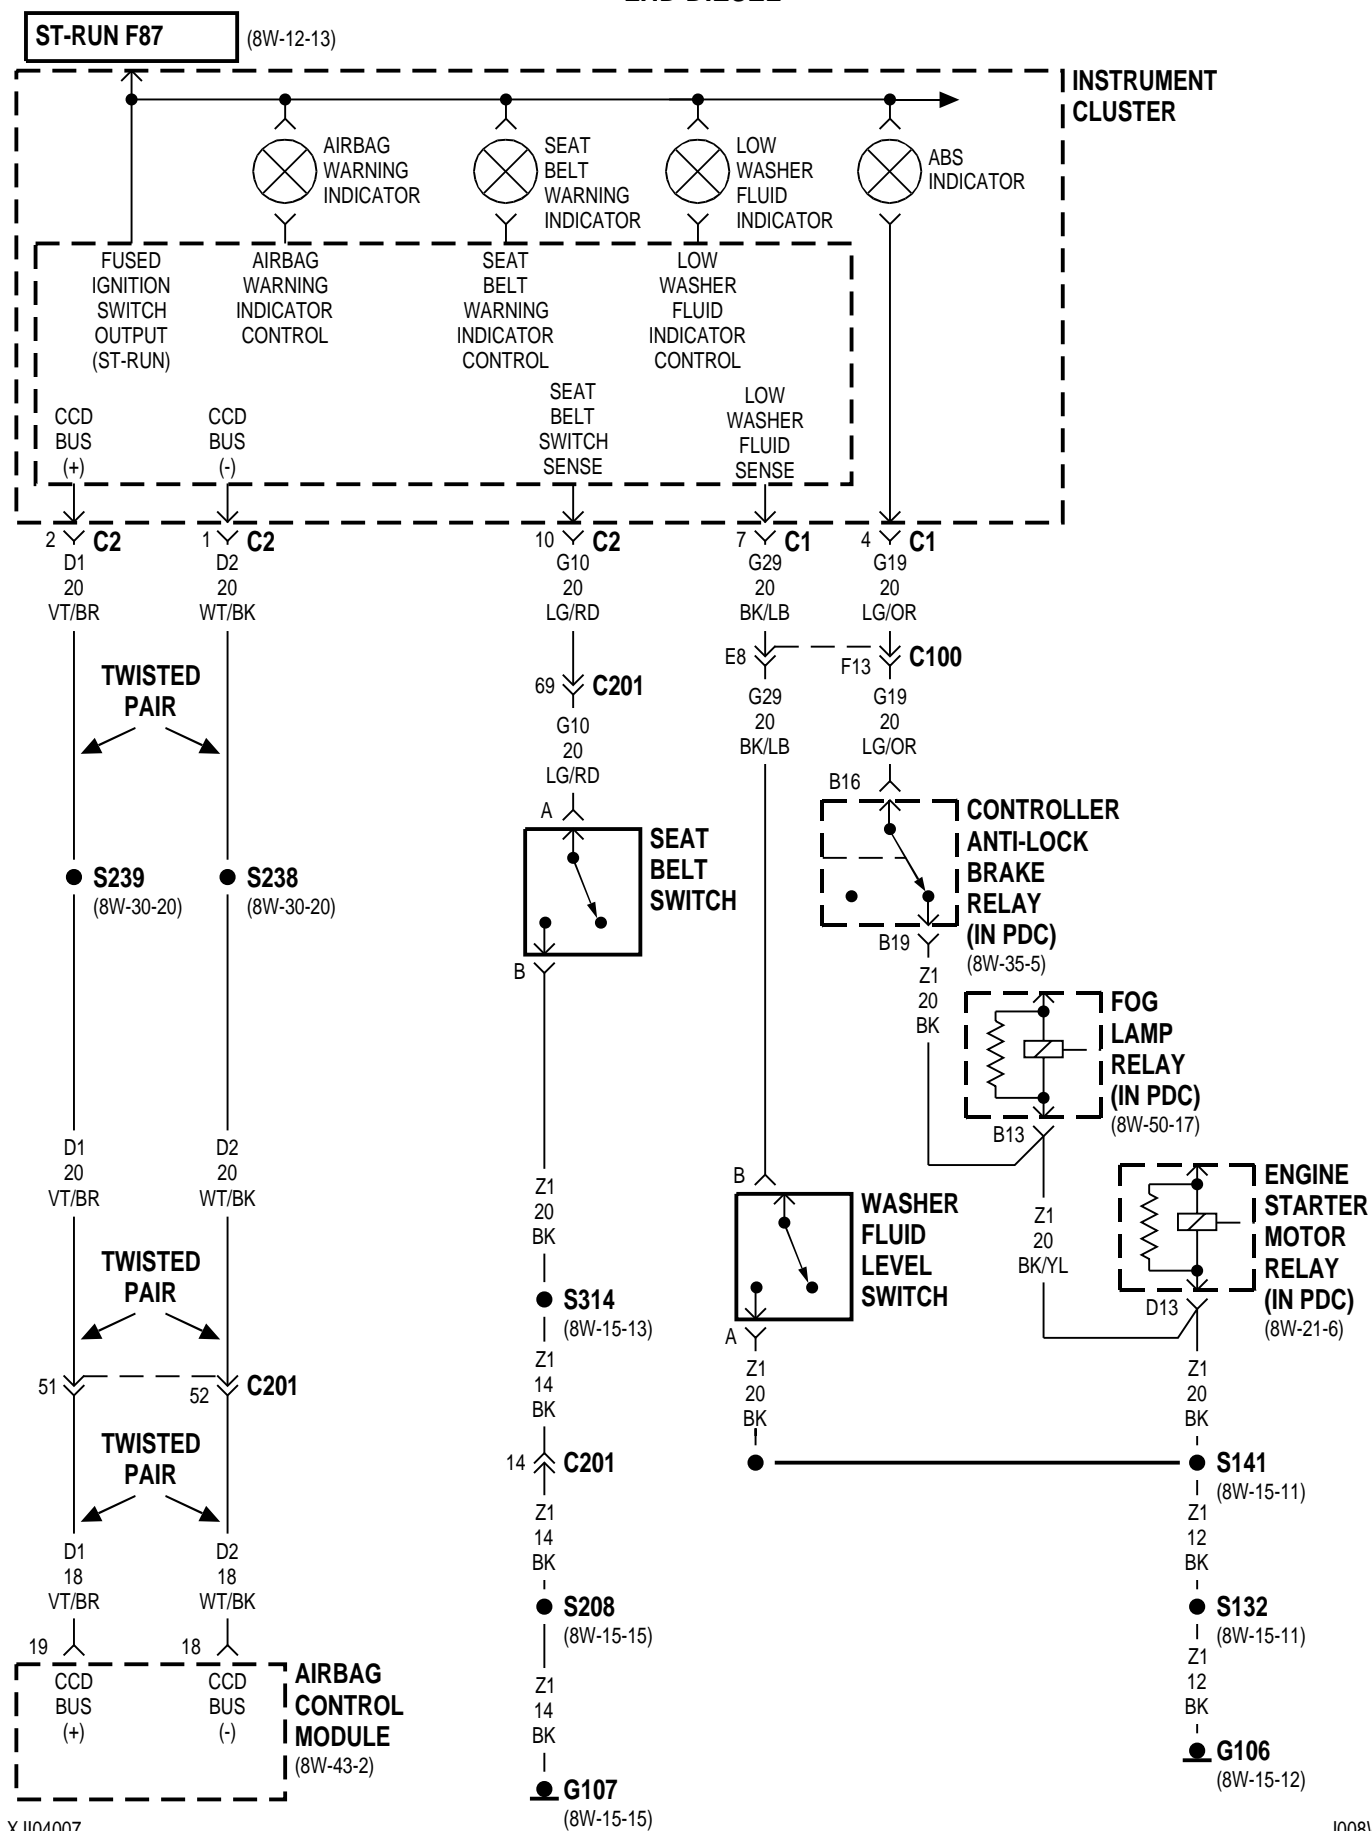 ST-RUN F87
(8W-12-13)
INSTRUMENT
CLUSTER
AIRBAG
WARNING
INDICATOR
SEAT
BELT
WARNING
INDICATOR
LOW
WASHER
FLUID
INDICATOR
ABS
INDICATOR
FUSED
IGNITION
SWITCH
OUTPUT
(ST-RUN)
AIRBAG
WARNING
INDICATOR
CONTROL
SEAT
BELT
WARNING
INDICATOR
CONTROL
LOW
WASHER
FLUID
INDICATOR
CONTROL
CCD
BUS
(+)
CCD
BUS
(-)
SEAT
BELT
SWITCH
SENSE
LOW
WASHER
FLUID
SENSE
2 C2
D1
20
VT/BR
1 C2
D2
20
WT/BK
10 C2
G10
20
LG/RD
7 C1
G29
20
BK/LB
4 C1
G19
20
LG/OR
TWISTED
PAIR
69 C201
G10
20
LG/RD
E8
G29
20
BK/LB
F13 C100
G19
20
LG/OR
A
SEAT
BELT
SWITCH
B
B16
CONTROLLER
ANTI-LOCK
BRAKE
RELAY
(IN PDC)
(8W-35-5)
B19
Z1
20
BK
S239
(8W-30-20)
S238
(8W-30-20)
FOG
LAMP
RELAY
(IN PDC)
(8W-50-17)
B13
D1
20
VT/BR
D2
20
WT/BK
Z1
20
BK
B
WASHER
FLUID
LEVEL
SWITCH
A
Z1
20
BK/YL
ENGINE
STARTER
MOTOR
RELAY
(IN PDC)
(8W-21-6)
D13
TWISTED
PAIR
S314
(8W-15-13)
Z1
14
BK
Z1
20
BK
Z1
20
BK
51
52 C201
TWISTED
PAIR
14 C201
S141
(8W-15-11)
Z1
14
BK
Z1
12
BK
D1
18
VT/BR
D2
18
WT/BK
S208
(8W-15-15)
S132
(8W-15-11)
19
18
CCD
BUS
(+)
CCD
BUS
(-)
AIRBAG
CONTROL
MODULE
(8W-43-2)
Z1
14
BK
Z1
12
BK
G107
(8W-15-15)
G106
(8W-15-12)